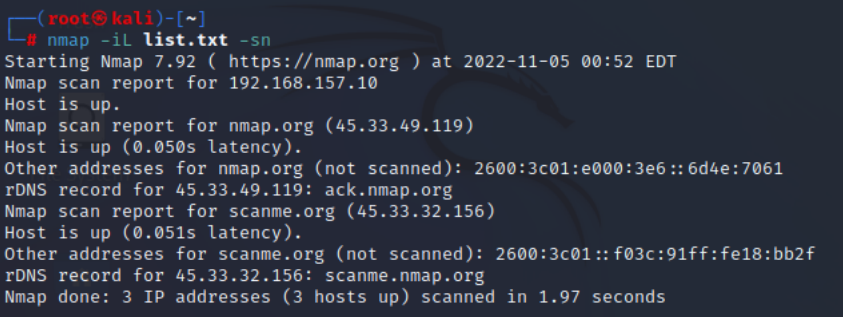 ┌──(root㉿kali)-[~]
└─# nmap -iL list.txt -sn
Starting Nmap 7.92 ( https://nmap.org ) at 2022-11-05 00:52 EDT
Nmap scan report for 192.168.157.10
Host is up.
Nmap scan report for nmap.org (45.33.49.119)
Host is up (0.050s latency).
Other addresses for nmap.org (not scanned): 2600:3c01:e000:3e6::6d4e:7061
rDNS record for 45.33.49.119: ack.nmap.org
Nmap scan report for scanme.org (45.33.32.156)
Host is up (0.051s latency).
Other addresses for scanme.org (not scanned): 2600:3c01::f03c:91ff:fe18:bb2f
rDNS record for 45.33.32.156: scanme.nmap.org
Nmap done: 3 IP addresses (3 hosts up) scanned in 1.97 seconds